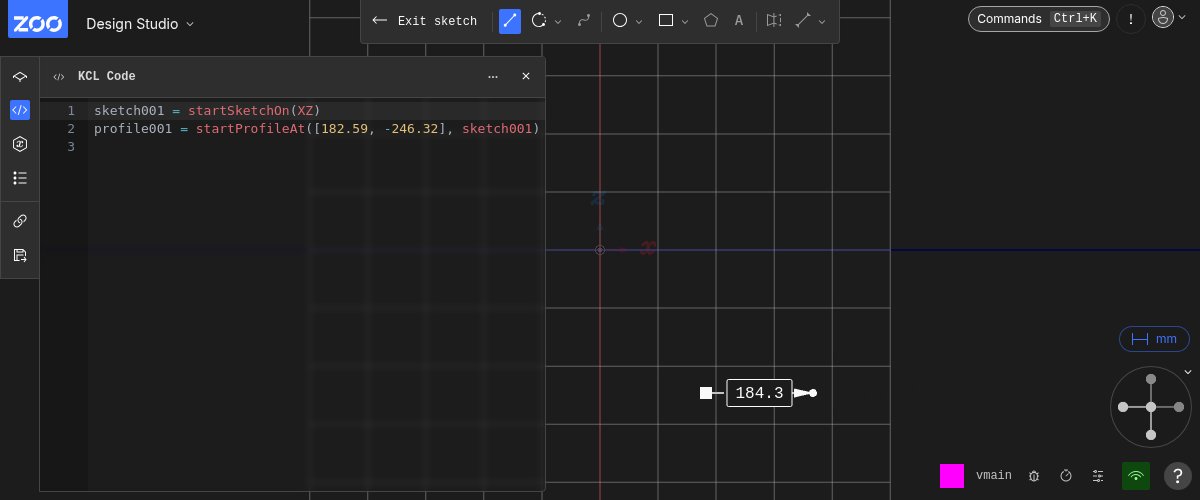 ZOO
Design Studio
Exit sketch
A
Commands Ctrl+K
!
KCL Code
1 sketch001 = startSketchOn(XZ)
2 profile001 = startProfileAt([182.59, -246.32], sketch001)
3
z
x
184.3
mm
vmain
?